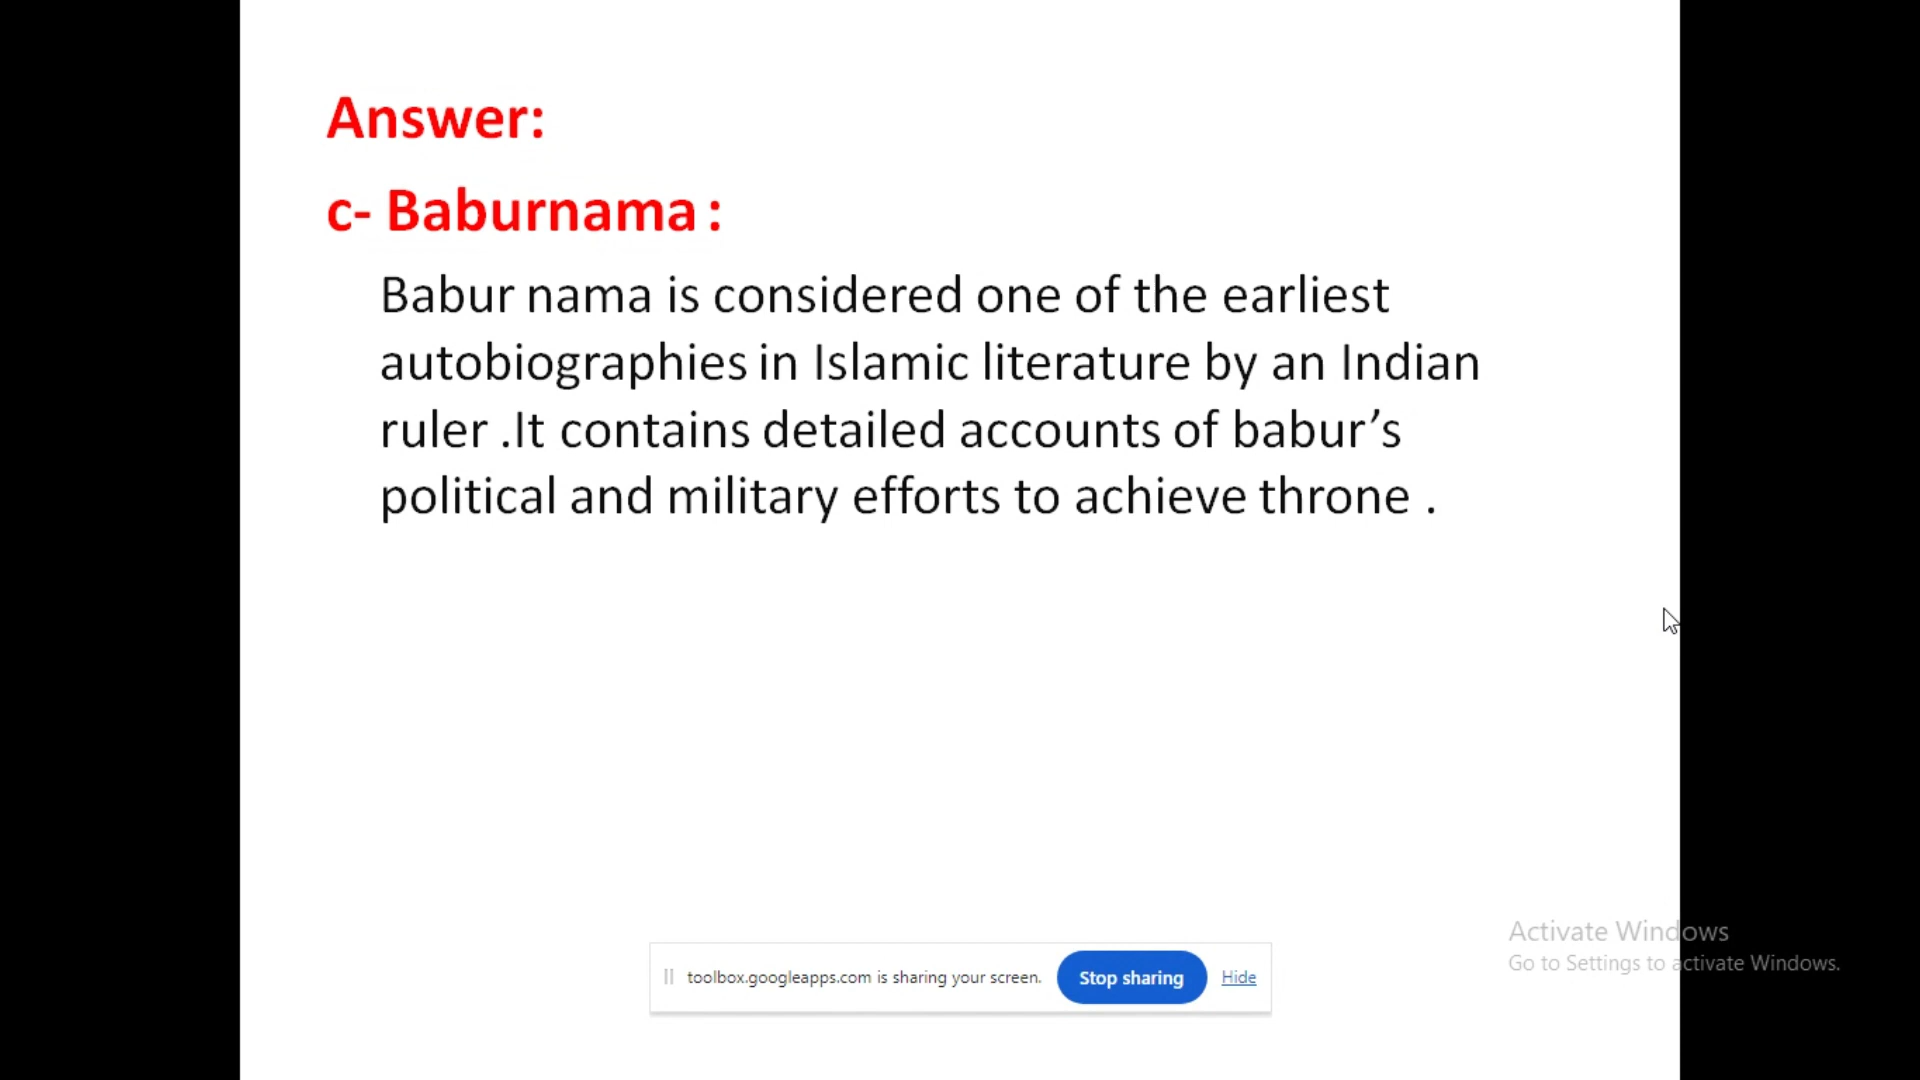 Answer:
c- Baburnama :
Babur nama is considered one of the earliest
autobiographies in Islamic literature by an Indian
ruler .It contains detailed accounts of babur’s
political and military efforts to achieve throne .
Activate Windows
Go to Settings to activate Windows.
toolbox.googleapps.com is sharing your screen. Stop sharing Hide